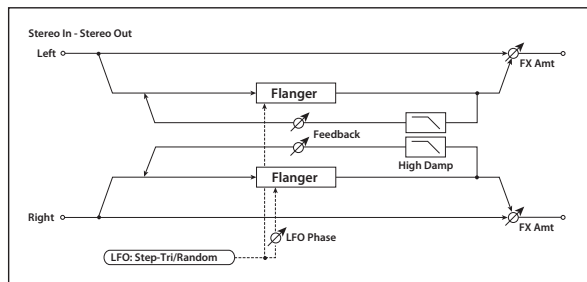 Stereo In - Stereo Out
Left
FX Amt
Flanger
Feedback
High Damp
Flanger
Right
LFO Phase
FX Amt
LFO: Step-Tri/Random